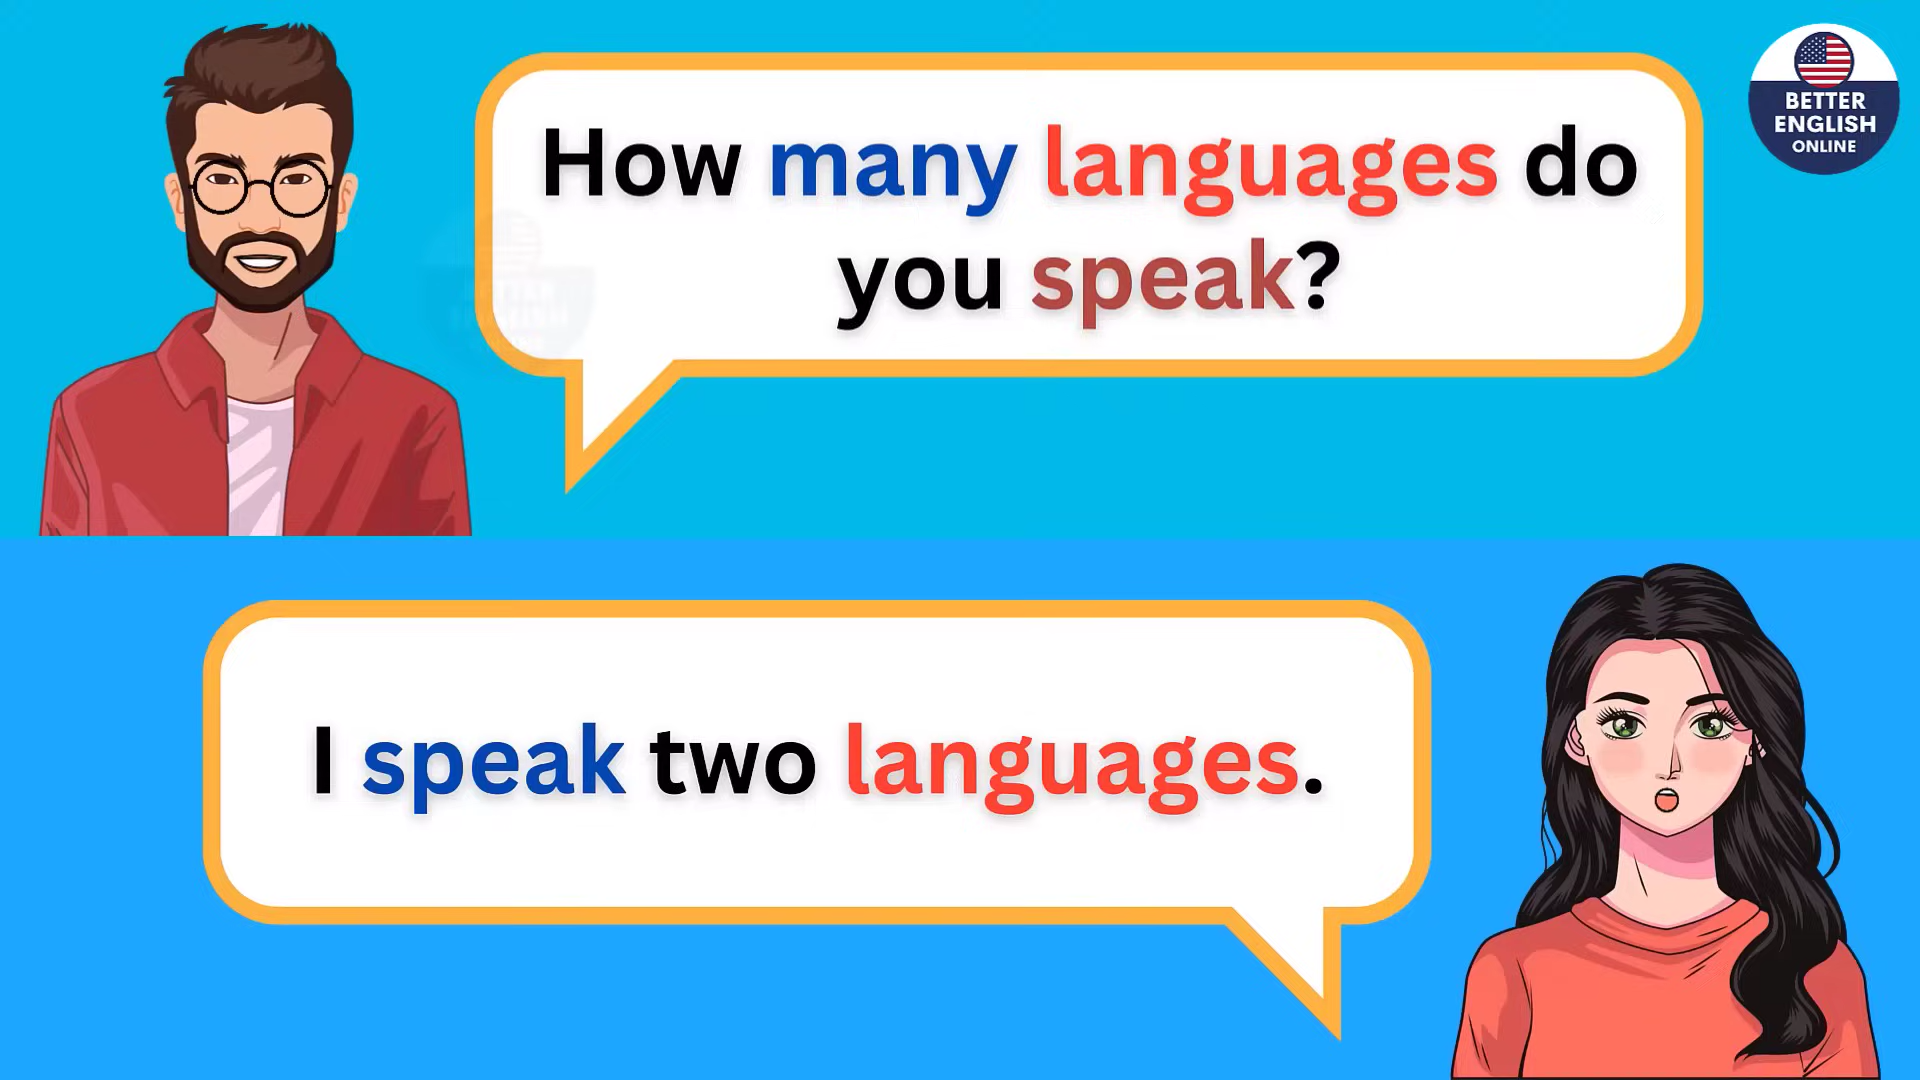 How many languages do
you speak?
BETTER
ENGLISH
ONLINE
I speak two languages.